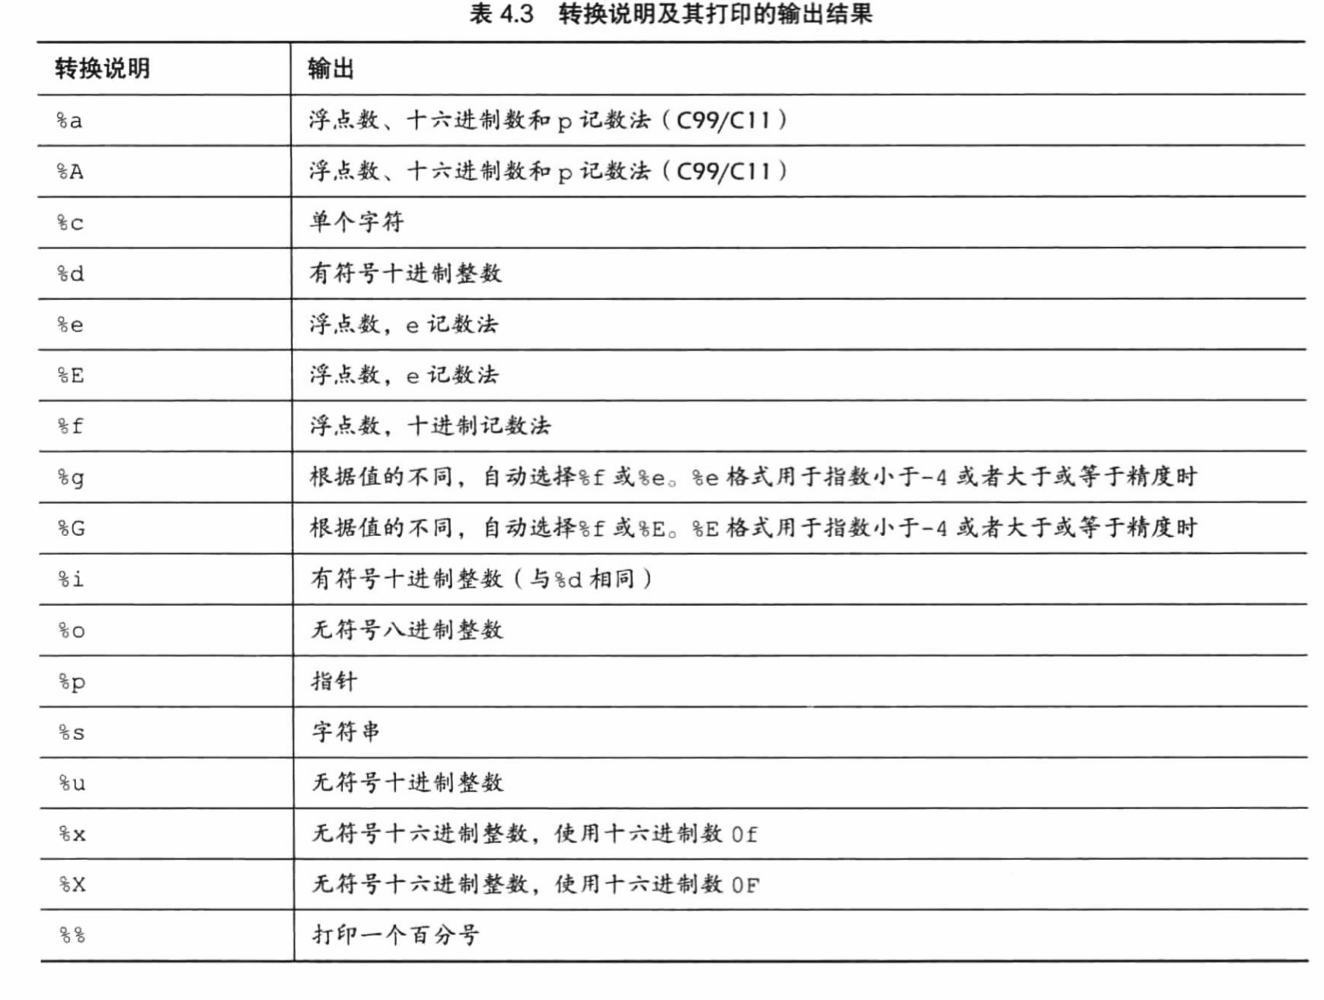 表 4.3 转换说明及其打印的输出结果
转换说明 输出
%a 浮点数、十六进制数和 p 记数法（C99/C11）
%A 浮点数、十六进制数和 p 记数法（C99/C11）
%c 单个字符
%d 有符号十进制整数
%e 浮点数，e 记数法
%E 浮点数，e 记数法
%f 浮点数，十进制记数法
%g 根据值的不同，自动选择%f 或%e。%e 格式用于指数小于-4 或者大于或等于精度时
%G 根据值的不同，自动选择%f 或%E。%E 格式用于指数小于-4 或者大于或等于精度时
%i 有符号十进制整数（与%d 相同）
%o 无符号八进制整数
%p 指针
%s 字符串
%u 无符号十进制整数
%x 无符号十六进制整数，使用十六进制数 0f
%X 无符号十六进制整数，使用十六进制数 0F
%% 打印一个百分号